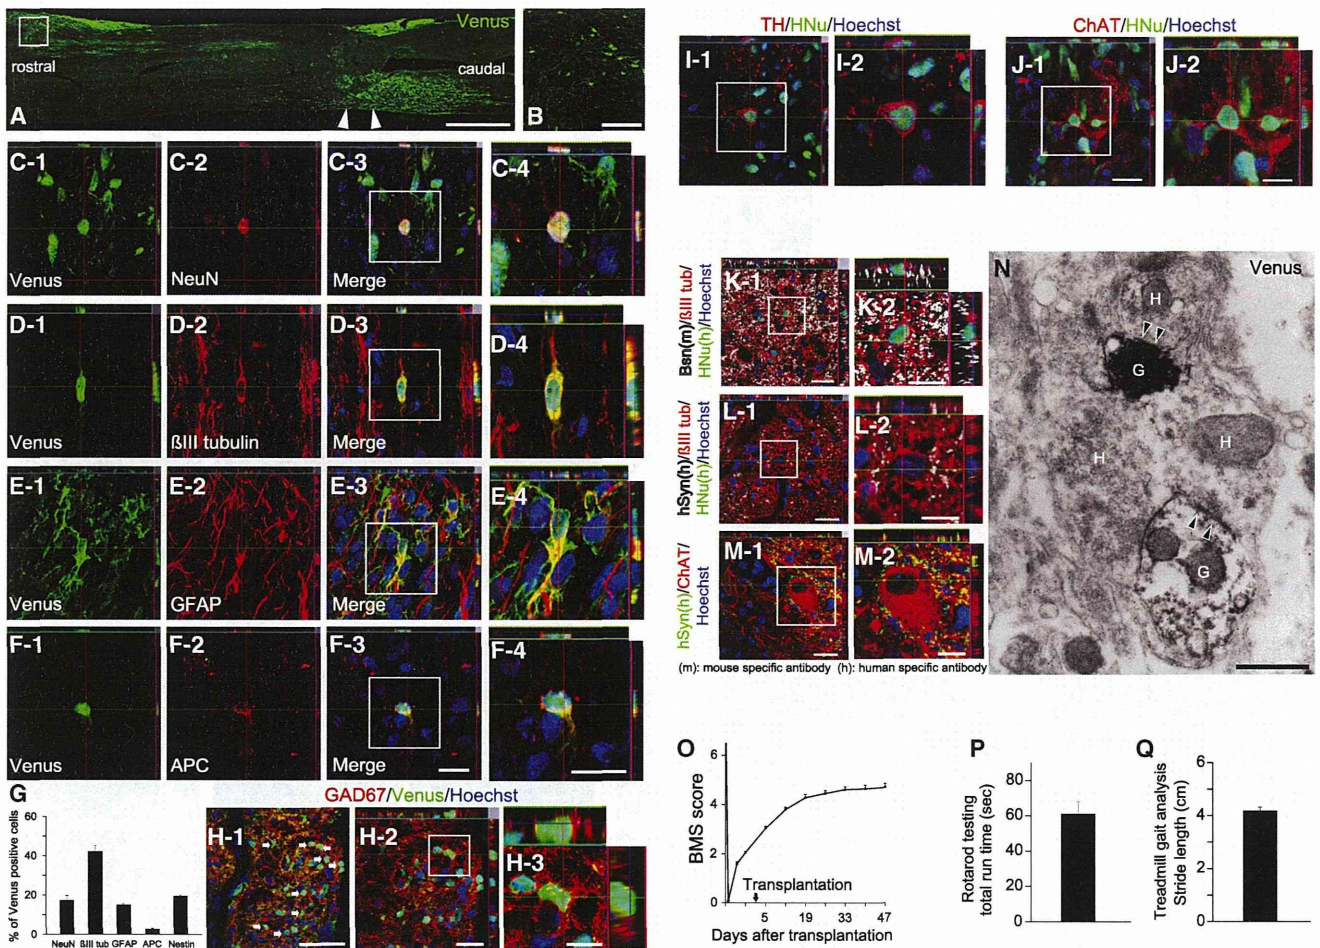 Venus
rostral
caudal
A
B
C-1
C-2
C-3
C-4
Venus
NeuN
Merge
D-1
D-2
D-3
D-4
Venus
ßIII tubulin
Merge
E-1
E-2
E-3
E-4
Venus
GFAP
Merge
F-1
F-2
F-3
F-4
Venus
APC
Merge
G
% of Venus positive cells
60
40
20
0
NeuN ßIII tub GFAP APC Nestin
GAD67/Venus/Hoechst
H-1
H-2
H-3
TH/HNu/Hoechst
I-1
I-2
ChAT/HNu/Hoechst
J-1
J-2
Bsn(m)/ßIII tub/
HNu(h)/Hoechst
K-1
K-2
hSyn(h)/ßIII tub/
HNu(h)/Hoechst
L-1
L-2
hSyn(h)/ChAT/
Hoechst
M-1
M-2
(m): mouse specific antibody (h): human specific antibody
N
Venus
H
G
H
H
G
O
BMS score
6
4
2
0
Transplantation
5 19 33 47
Days after transplantation
P
Rotarod testing
total run time (sec)
80
60
40
20
0
Q
Treadmill gait analysis
Stride length (cm)
6
4
2
0